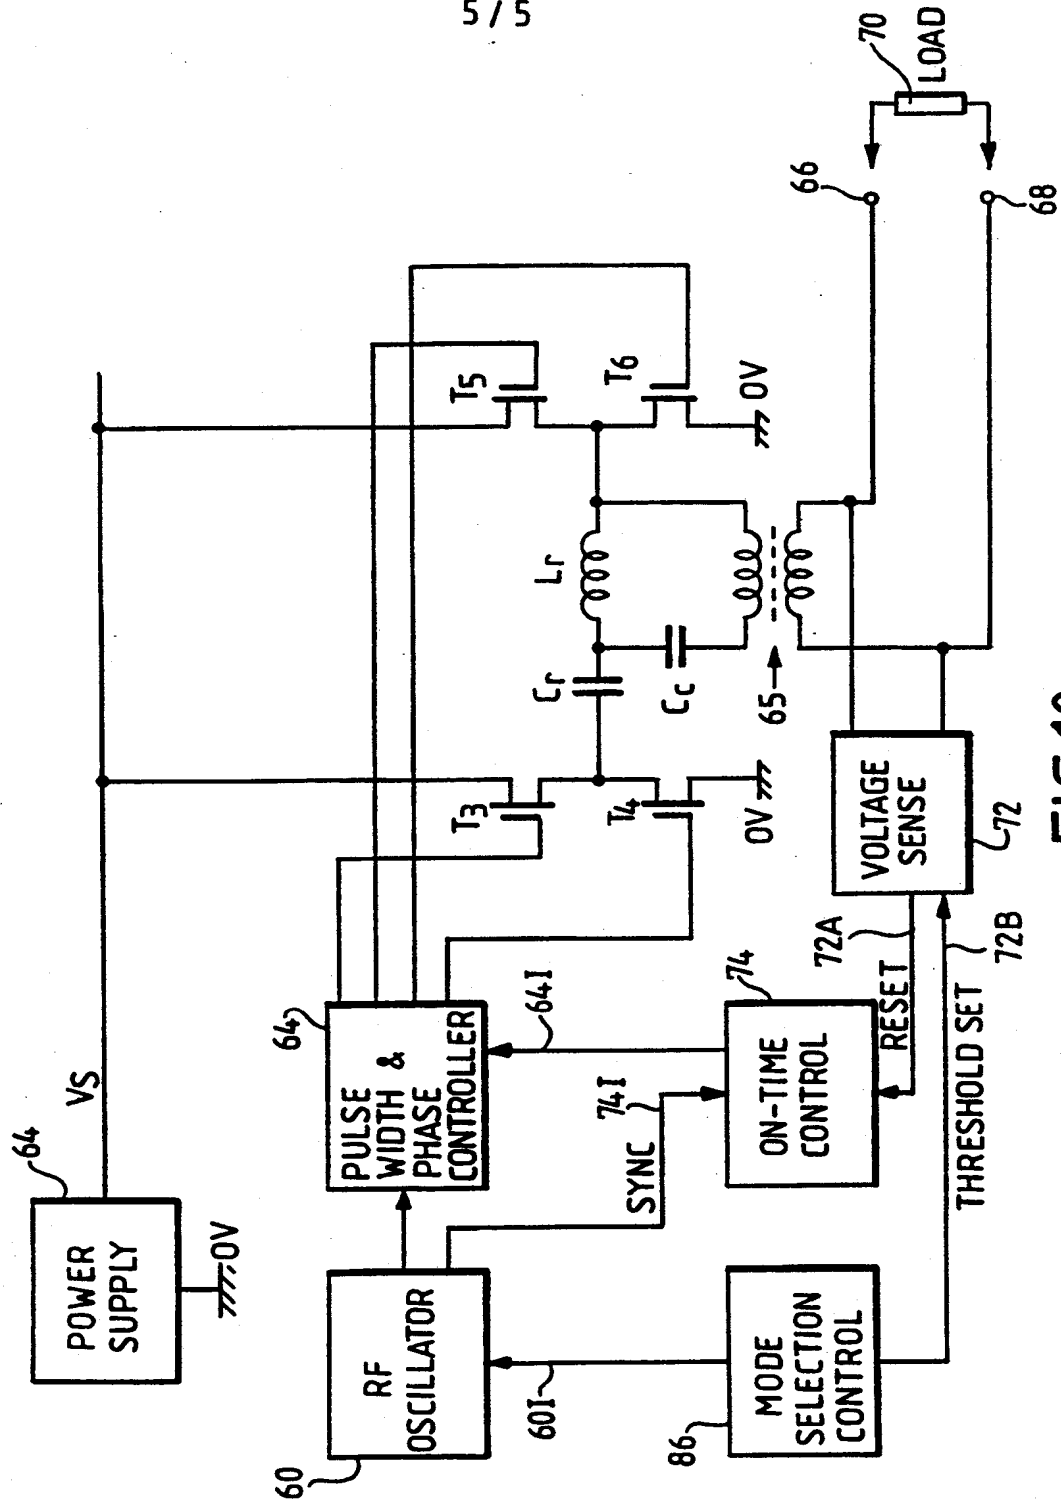 5/5
64
POWER
SUPPLY
VS
0V
60
RF
OSCILLATOR
60I
64
PULSE
WIDTH &
PHASE
CONTROLLER
64I
SYNC
74I
86
MODE
SELECTION
CONTROL
74
ON-TIME
CONTROL
RESET
72A
THRESHOLD SET
72B
VOLTAGE
SENSE
72
T3
T4
0V
T5
T6
0V
Cr
Lr
Cc
65
66
68
70
LOAD